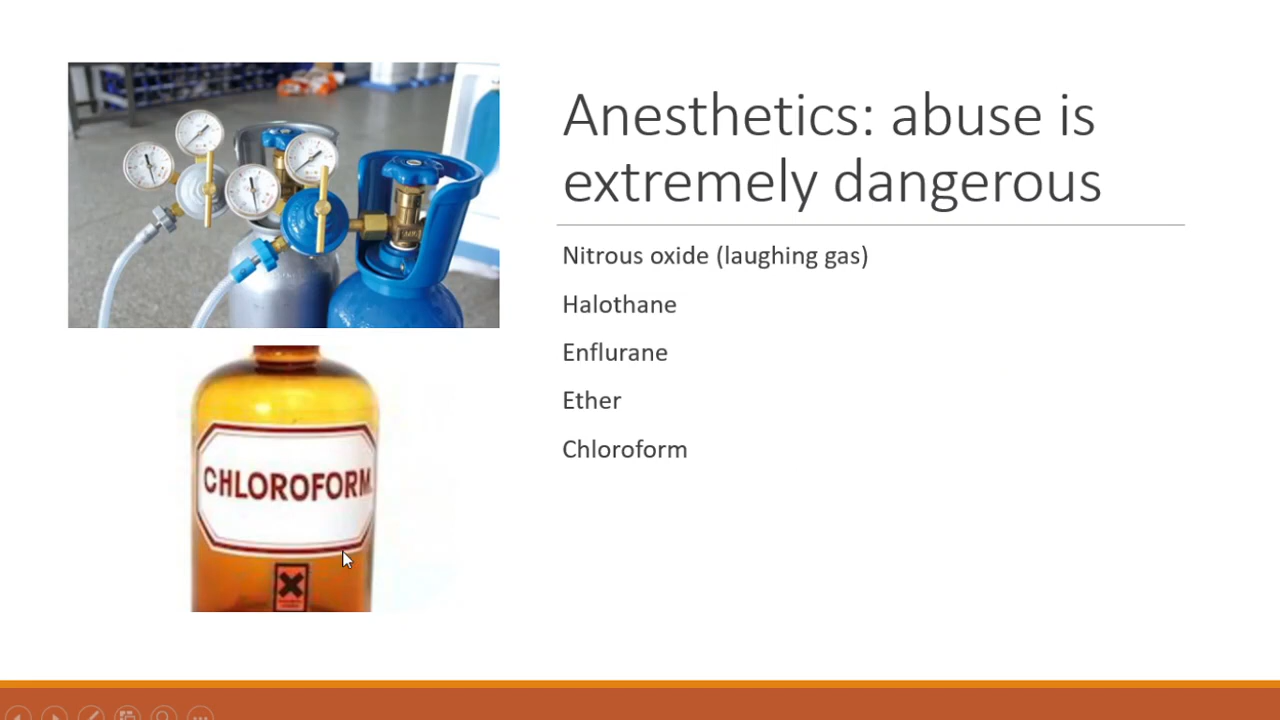 Anesthetics: abuse is
extremely dangerous
Nitrous oxide (laughing gas)
Halothane
Enflurane
Ether
Chloroform
CHLOROFORM